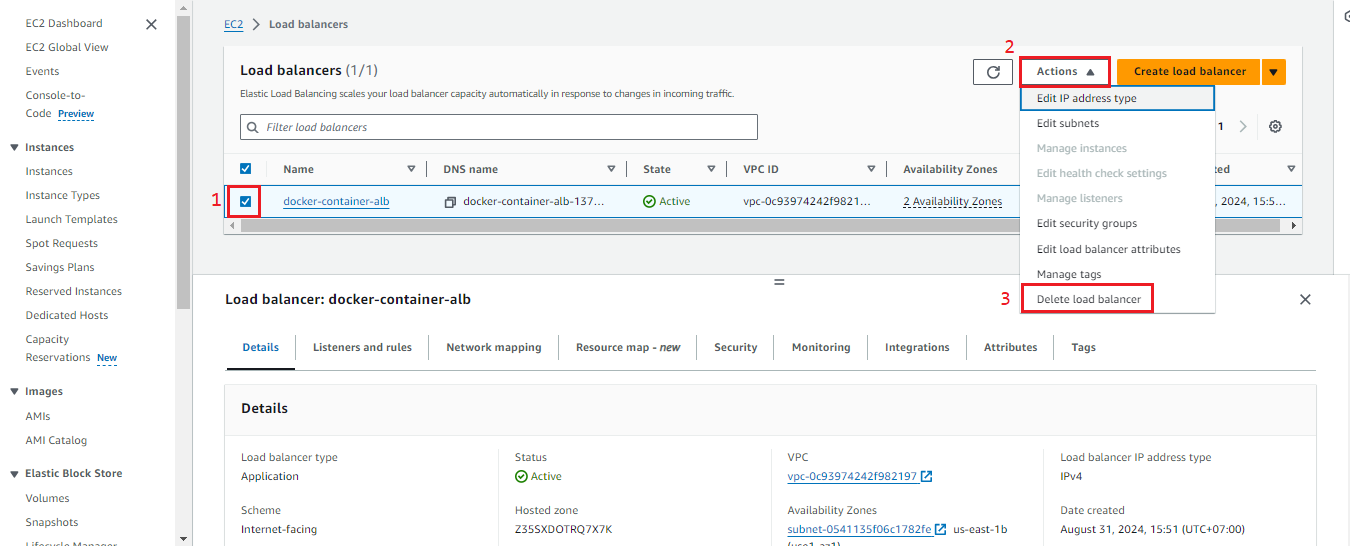 EC2 Dashboard
EC2 Global View
Events
Console-to-
Code Preview
Instances
Instances
Instance Types
Launch Templates
Spot Requests
Savings Plans
Reserved Instances
Dedicated Hosts
Capacity
Reservations New
Images
AMIs
AMI Catalog
Elastic Block Store
Volumes
Snapshots
Lifecycle Manager
EC2 > Load balancers
2
Load balancers (1/1)
Actions
Create load balancer
Elastic Load Balancing scales your load balancer capacity automatically in response to changes in incoming traffic.
Filter load balancers
1
Name
DNS name
State
VPC ID
Availability Zones
1
docker-container-alb
docker-container-alb-137...
Active
vpc-0c93974242f9821...
2 Availability Zones
, 2024, 15:5...
Edit IP address type
Edit subnets
Manage instances
Edit health check settings
Manage listeners
Edit security groups
Edit load balancer attributes
Manage tags
3
Delete load balancer
Load balancer: docker-container-alb
Details
Listeners and rules
Network mapping
Resource map - new
Security
Monitoring
Integrations
Attributes
Tags
Details
Load balancer type
Application
Status
Active
VPC
vpc-0c93974242f982197
Load balancer IP address type
IPv4
Scheme
Internet-facing
Hosted zone
Z35SXDOTRQ7X7K
Availability Zones
subnet-0541135f06c1782fe us-east-1b
(use1-az1)
Date created
August 31, 2024, 15:51 (UTC+07:00)